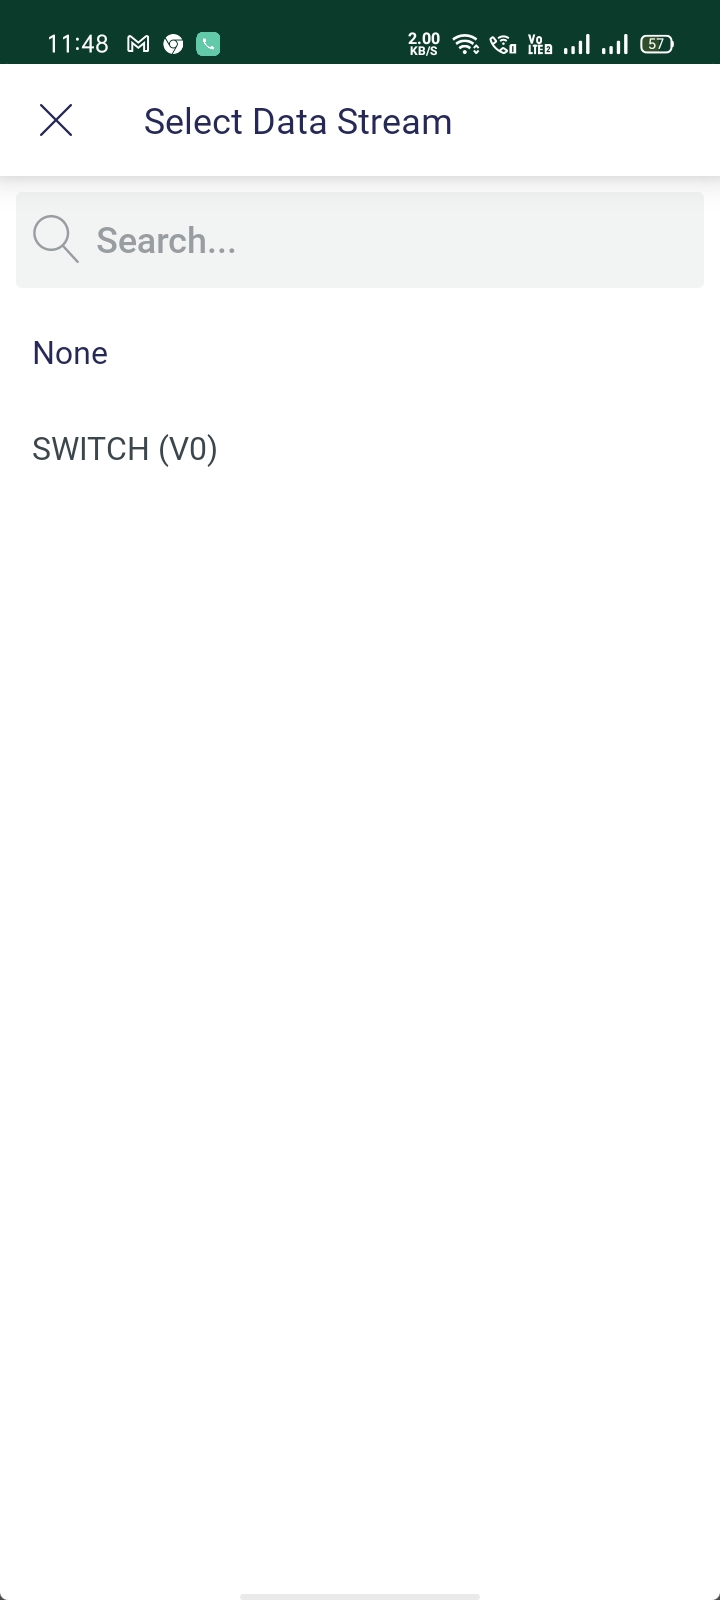 11:48
2.00
KB/S
Vo
LTE2
57
Select Data Stream
Search...
None
SWITCH (V0)